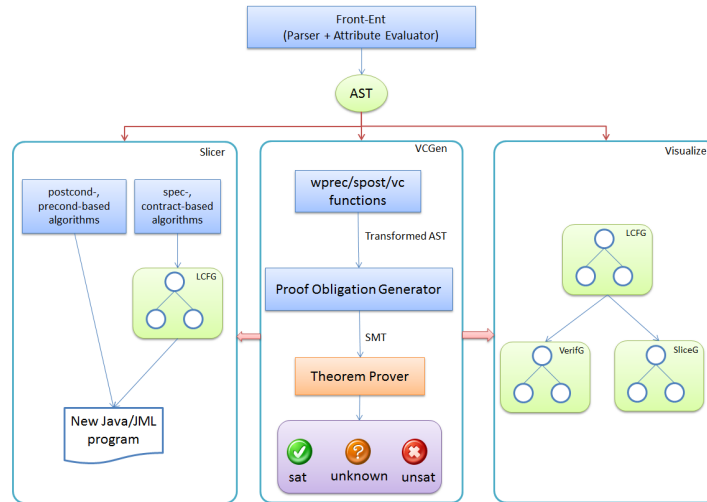 Front-Ent
(Parser + Attribute Evaluator)
AST
Slicer
postcond-,
precond-based
algorithms
spec-,
contract-based
algorithms
LCFG
New Java/JML
program
VCGen
wprec/spost/vc
functions
Transformed AST
Proof Obligation Generator
SMT
Theorem Prover
sat
unknown
unsat
Visualize
LCFG
VerifG
SliceG